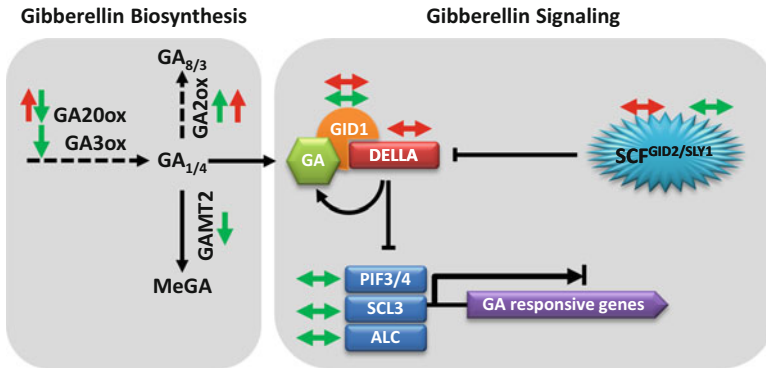 Gibberellin Biosynthesis
Gibberellin Signaling
GA8/3
GA20ox
GA3ox
GA2ox
GA1/4
GAMT2
MeGA
GID1
GA
DELLA
SCFGID2/SLY1
PIF3/4
SCL3
ALC
GA responsive genes